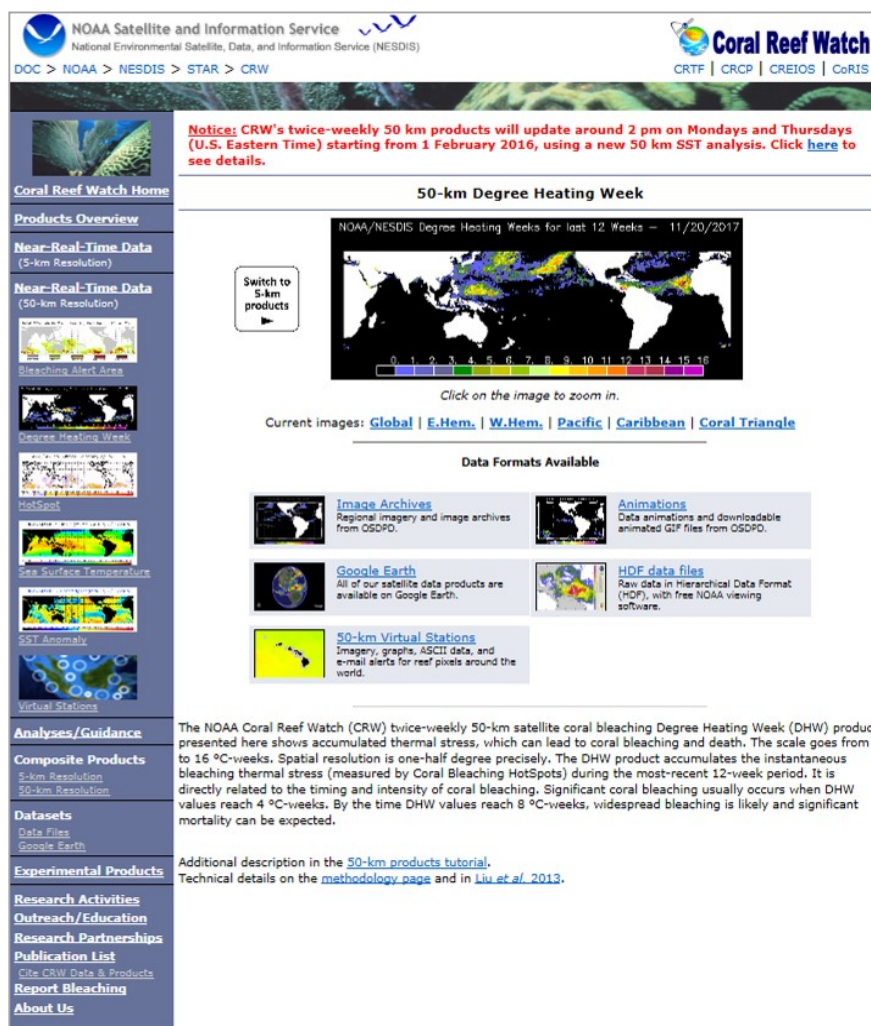 NOAA Satellite and Information Service
National Environmental Satellite, Data, and Information Service (NESDIS)
Coral Reef Watch
DOC > NOAA > NESDIS > STAR > CRW
CRTF | CRCP | CREIOS | CoRIS
Notice: CRW's twice-weekly 50 km products will update around 2 pm on Mondays and Thursdays
(U.S. Eastern Time) starting from 1 February 2016, using a new 50 km SST analysis. Click here to
see details.
Coral Reef Watch Home
Products Overview
Near-Real-Time Data
(5-km Resolution)
Near-Real-Time Data
(50-km Resolution)
Bleaching Alert Area
Degree Heating Week
HotSpot
Sea Surface Temperature
SST Anomaly
Virtual Stations
Analyses/Guidance
Composite Products
5-km Resolution
50-km Resolution
Datasets
Data Files
Google Earth
Experimental Products
Research Activities
Outreach/Education
Research Partnerships
Publication List
Cite CRW Data & Products
Report Bleaching
About Us
50-km Degree Heating Week
NOAA/NESDIS Degree Heating Weeks for last 12 Weeks - 11/20/2017
Switch to
5-km
products
0. 1. 2. 3. 4. 5. 6. 7. 8. 9. 10 11 12 13 14 15 16
Click on the image to zoom in.
Current images: Global | E.Hem. | W.Hem. | Pacific | Caribbean | Coral Triangle
Data Formats Available
Image Archives
Regional imagery and image archives
from OSDPD.
Animations
Data animations and downloadable
animated GIF files from OSDPD.
Google Earth
All of our satellite data products are
available on Google Earth.
HDF data files
Raw data in Hierarchical Data Format
(HDF), with free NOAA viewing
software.
50-km Virtual Stations
Imagery, graphs, ASCII data, and
e-mail alerts for reef pixels around the
world.
The NOAA Coral Reef Watch (CRW) twice-weekly 50-km satellite coral bleaching Degree Heating Week (DHW) produc
presented here shows accumulated thermal stress, which can lead to coral bleaching and death. The scale goes from
to 16 °C-weeks. Spatial resolution is one-half degree precisely. The DHW product accumulates the instantaneous
bleaching thermal stress (measured by Coral Bleaching HotSpots) during the most-recent 12-week period. It is
directly related to the timing and intensity of coral bleaching. Significant coral bleaching usually occurs when DHW
values reach 4 °C-weeks. By the time DHW values reach 8 °C-weeks, widespread bleaching is likely and significant
mortality can be expected.
Additional description in the 50-km products tutorial.
Technical details on the methodology page and in Liu et al. 2013.